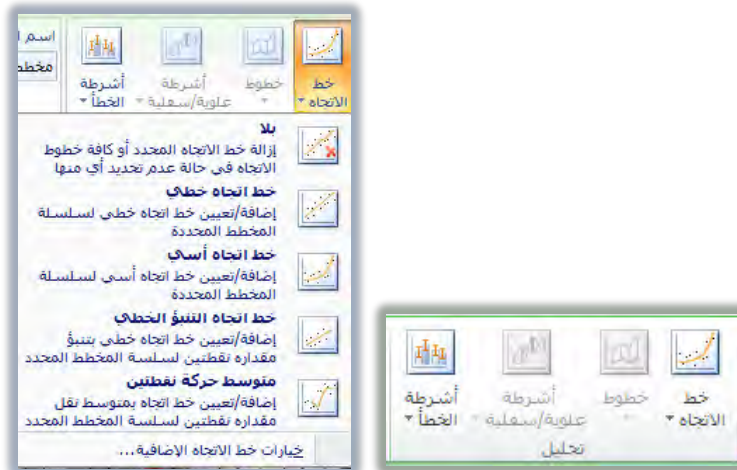 خط الاتجاه
خطوط
أشرطة علوية/سفلية
أشرطة الخطأ
اسم ا
مخطط
بلا
إزالة خط الاتجاه المحدد أو كافة خطوط
الاتجاه في حالة عدم تحديد أي منها
خط اتجاه خطي
إضافة/تعيين خط اتجاه خطي لسلسلة
المخطط المحددة
خط اتجاه أسي
إضافة/تعيين خط اتجاه أسي لسلسلة
المخطط المحددة
خط اتجاه التنبؤ الخطي
إضافة/تعيين خط اتجاه خطي بتنبؤ
مقداره نقطتين لسلسة المخطط المحدد
متوسط حركة نقطتين
إضافة/تعيين خط اتجاه بمتوسط نقل
مقداره نقطتين لسلسة المخطط المحدد
خيارات خط الاتجاه الإضافية...
خط الاتجاه
خطوط
أشرطة علوية/سفلية
أشرطة الخطأ
تحليل